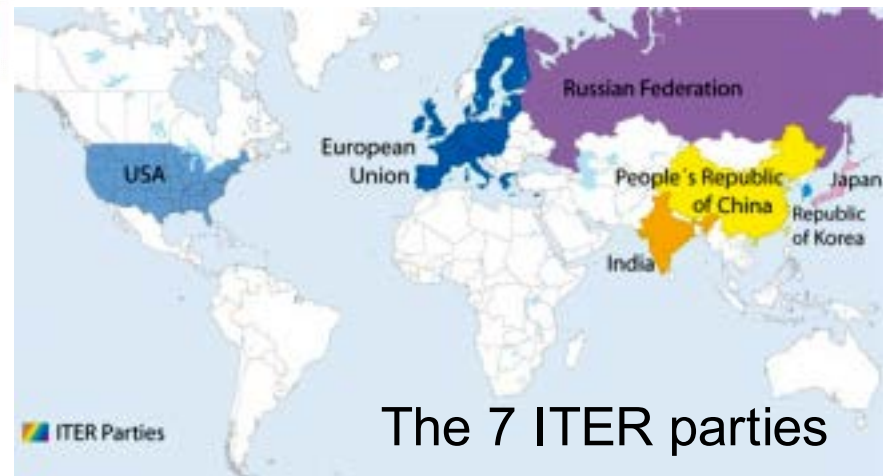 Russian Federation
European
Union
USA
People´s Republic
of China
Japan
Republic
of Korea
India
ITER Parties
The 7 ITER parties